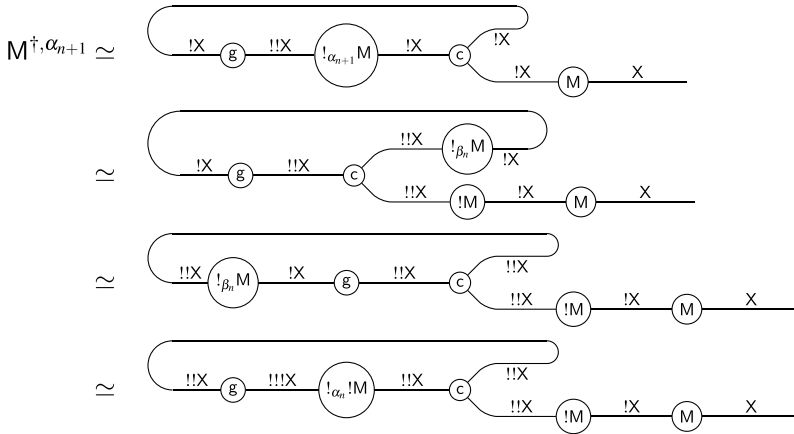 M^{†,α_{n+1}} ≃ !X g !!X !_{α_{n+1}}M !X c !X
!X M X
≃ !X g !!X c !!X !_{β_n}M !X
!!X !M !X M X
≃ !!X !_{β_n}M !X g !!X c !!X
!!X !M !X M X
≃ !!X g !!!X !_{α_n}!M !!X c !!X
!!X !M !X M X